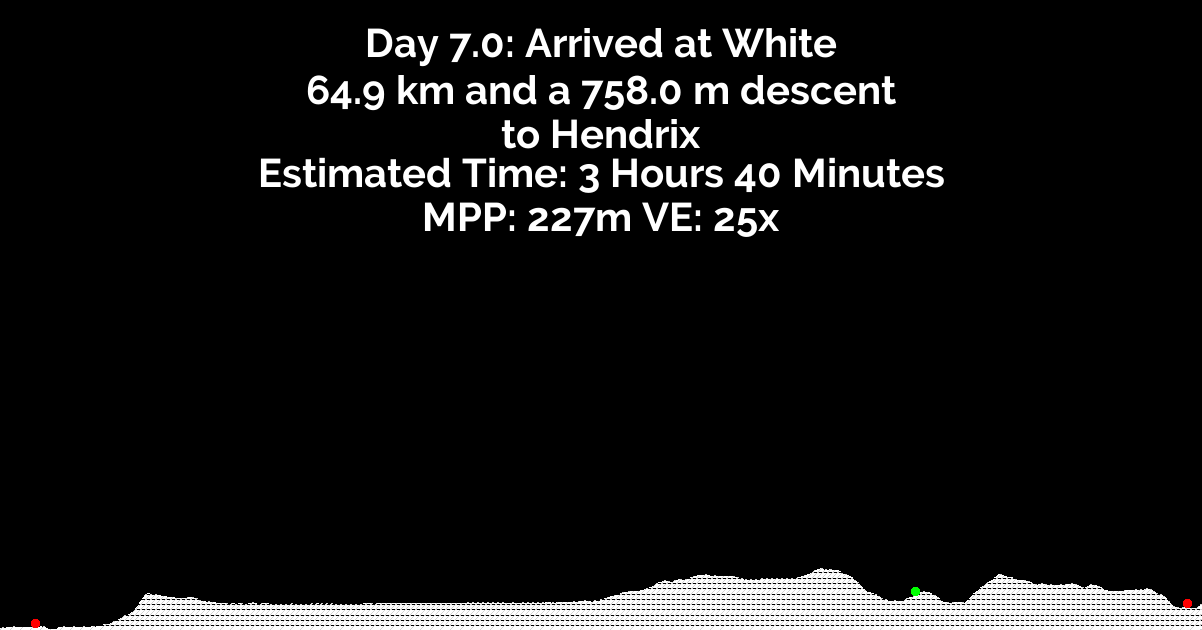 Day 7.0: Arrived at White
64.9 km and a 758.0 m descent
to Hendrix
Estimated Time: 3 Hours 40 Minutes
MPP: 227m VE: 25x